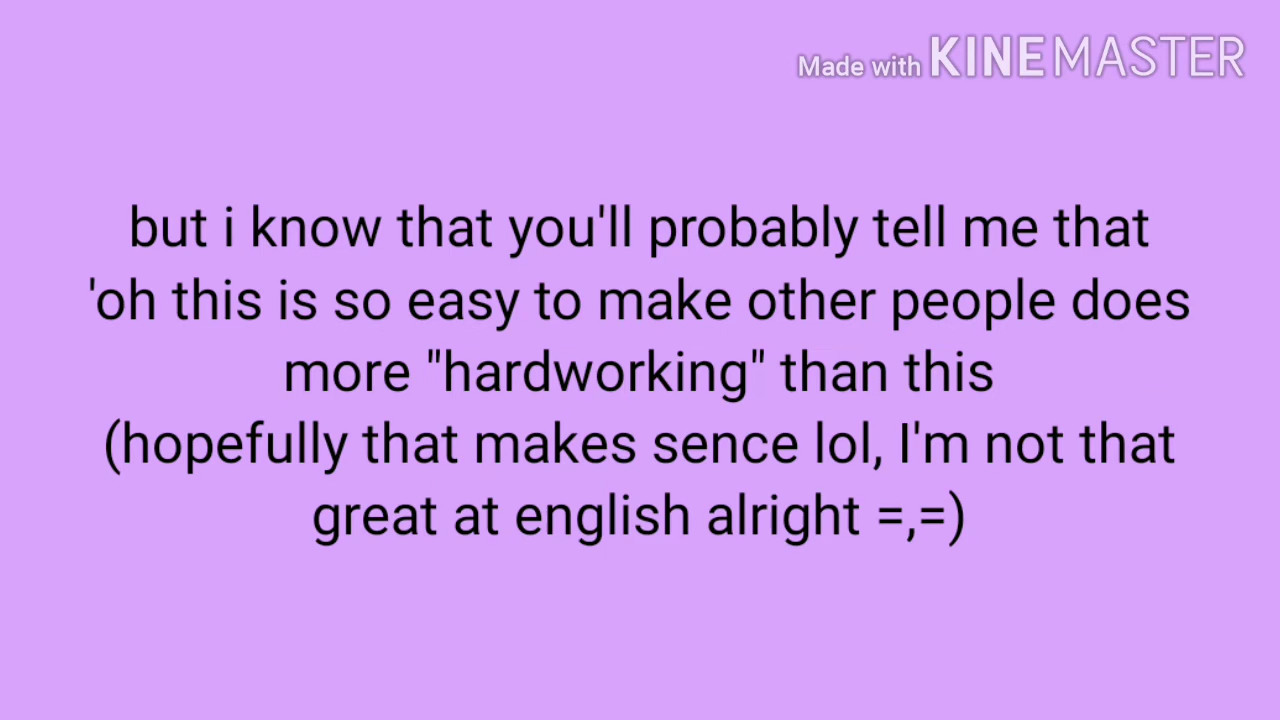 Made with KINEMASTER
but i know that you'll probably tell me that
'oh this is so easy to make other people does
more "hardworking" than this
(hopefully that makes sence lol, I'm not that
great at english alright =,=)